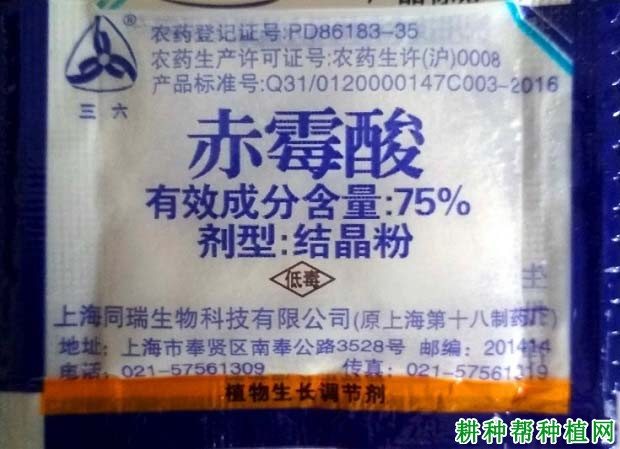 农药登记证号:PD86183-35
农药生产许可证号:农药生许(沪)0008
产品标准号:Q31/0120000147C003-2016
®
三六
赤霉酸
有效成分含量:75%
剂型:结晶粉
低毒
上海同瑞生物科技有限公司(原上海第十八制药厂)
地址:上海市奉贤区南奉公路3528号 邮编:201414
电话:021-57561309 传真:021-57561319
植物生长调节剂
耕种帮种植网